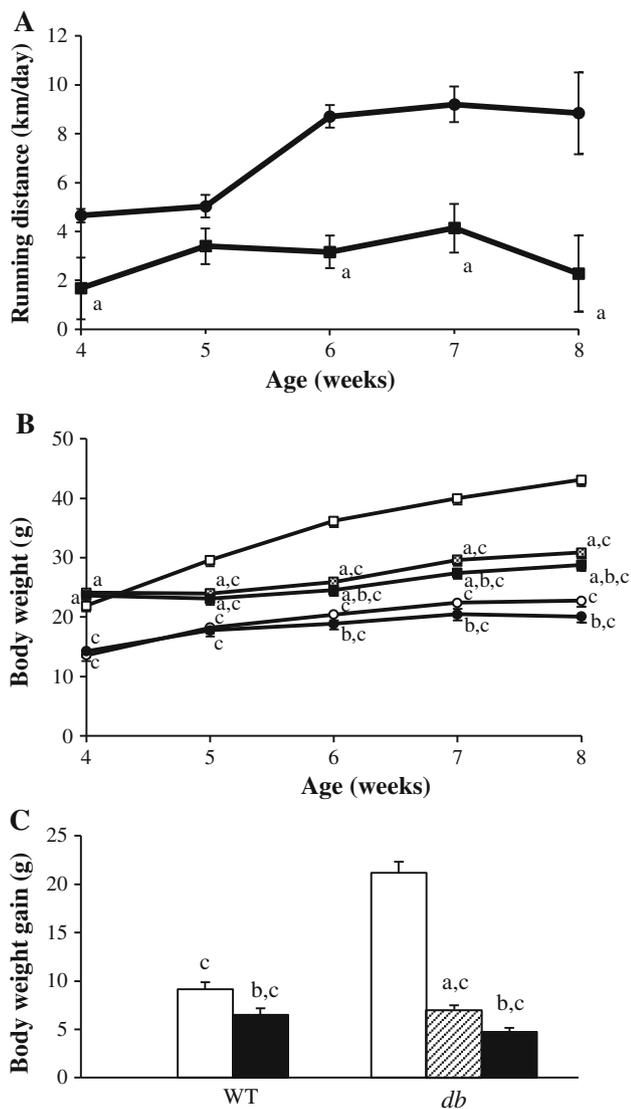 A
Running distance (km/day)
12
10
8
6
4
2
0
a
a
a
a
4 5 6 7 8
Age (weeks)
B
Body weight (g)
50
40
30
20
10
0
a
a
c
c
a,c
a,c
c
c
a,c
a,b,c
c
b,c
a,c
a,b,c
c
b,c
a,c
a,b,c
c
b,c
4 5 6 7 8
Age (weeks)
C
Body weight gain (g)
25
20
15
10
5
0
c
b,c
a,c
b,c
WT db